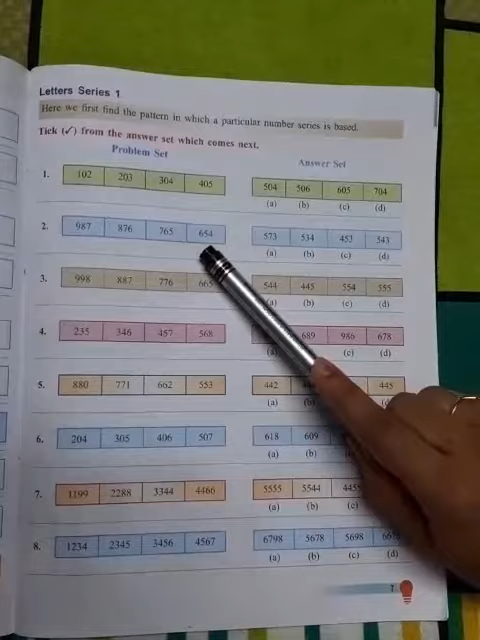 Letters Series 1
Here we first find the pattern in which a particular number series is based.
Tick (✓) from the answer set which comes next.
Problem Set Answer Set
1. 102 203 304 405 504 506 605 704
(a) (b) (c) (d)
2. 987 876 765 654 573 534 453 543
(a) (b) (c) (d)
3. 998 887 776 665 544 445 554 555
(a) (b) (c) (d)
4. 235 346 457 568 689 986 678
(a) (c) (d)
5. 880 771 662 553 442 445
(a) (b)
6. 204 305 406 507 618 609
(a) (b)
7. 1199 2288 3344 4466 5555 5544
(a) (b) (c)
8. 1234 2345 3456 4567 6798 5678 5698
(a) (b) (c) (d)
7